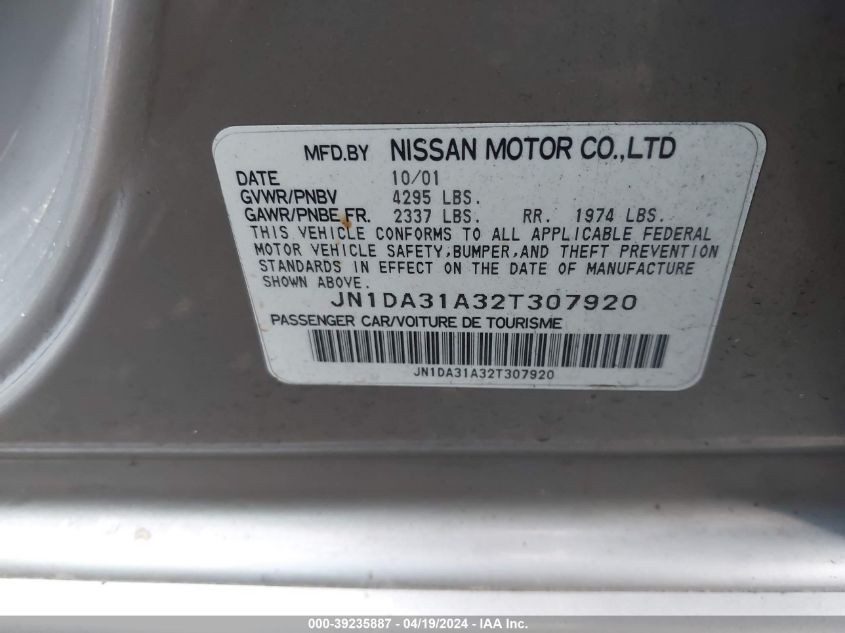 MFD.BY NISSAN MOTOR CO.,LTD
DATE 10/01
GVWR/PNBV 4295 LBS.
GAWR/PNBE FR. 2337 LBS. RR. 1974 LBS.
THIS VEHICLE CONFORMS TO ALL APPLICABLE FEDERAL
MOTOR VEHICLE SAFETY,BUMPER,AND THEFT PREVENTION
STANDARDS IN EFFECT ON THE DATE OF MANUFACTURE
SHOWN ABOVE.
JN1DA31A32T307920
PASSENGER CAR/VOITURE DE TOURISME
JN1DA31A32T307920
000-39235887 - 04/19/2024 - IAA Inc.